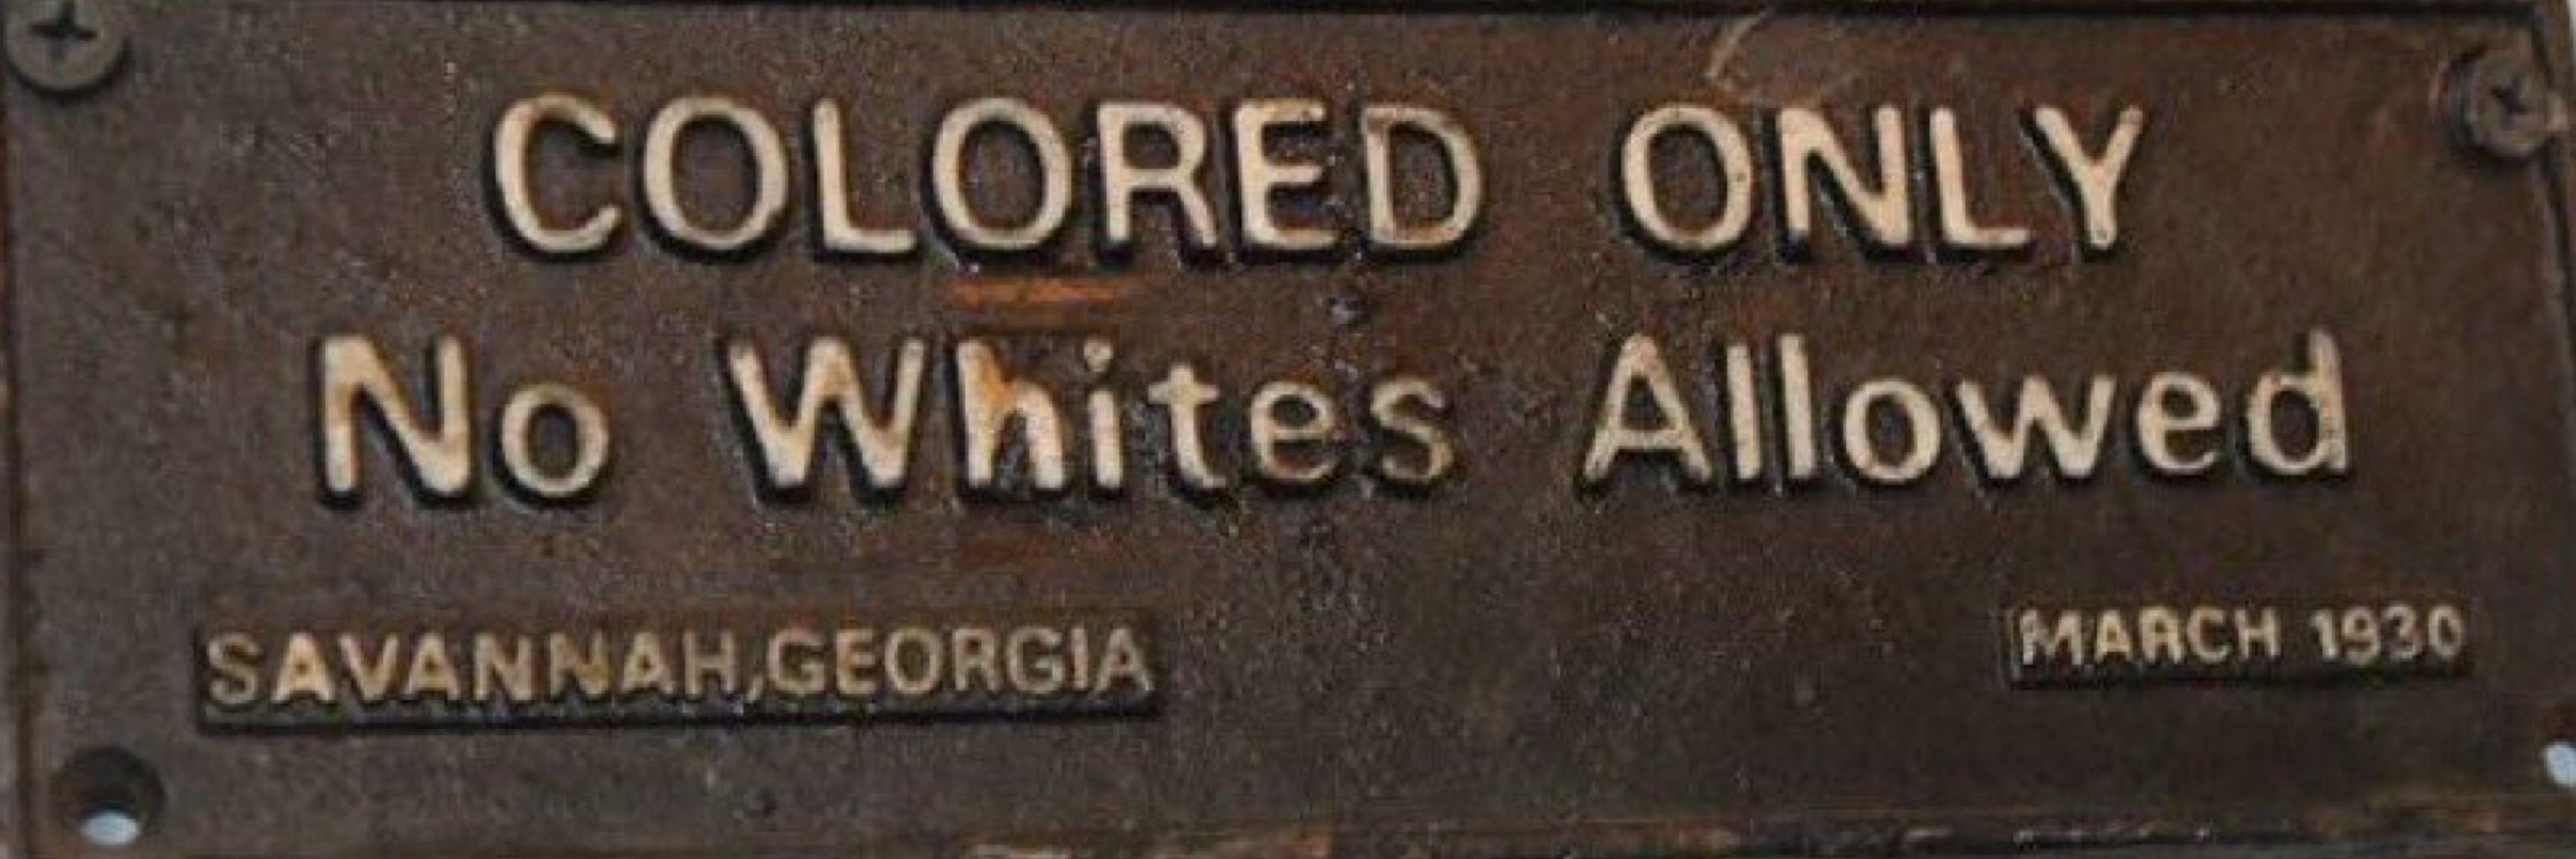 COLORED ONLY
No Whites Allowed
SAVANNAH,GEORGIA
MARCH 1930